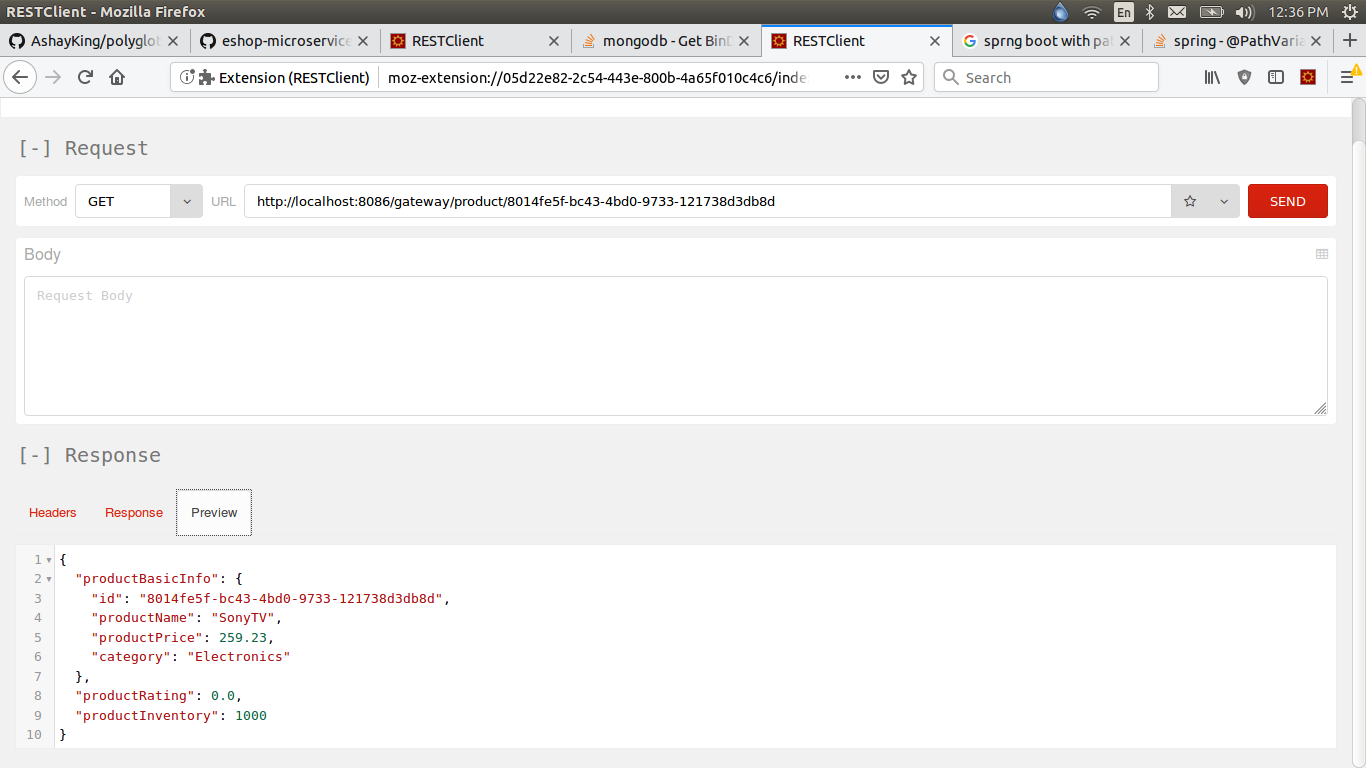 RESTClient - Mozilla Firefox
En
12:36 PM
AshayKing/polyglot
eshop-microservice
RESTClient
mongodb - Get BinD
RESTClient
sprng boot with pat
spring - @PathVaria
Extension (RESTClient)
moz-extension://05d22e82-2c54-443e-800b-4a65f010c4c6/inde
Search
[-] Request
Method
GET
URL
http://localhost:8086/gateway/product/8014fe5f-bc43-4bd0-9733-121738d3db8d
SEND
Body
Request Body
[-] Response
Headers
Response
Preview
1 {
2 "productBasicInfo": {
3 "id": "8014fe5f-bc43-4bd0-9733-121738d3db8d",
4 "productName": "SonyTV",
5 "productPrice": 259.23,
6 "category": "Electronics"
7 },
8 "productRating": 0.0,
9 "productInventory": 1000
10 }